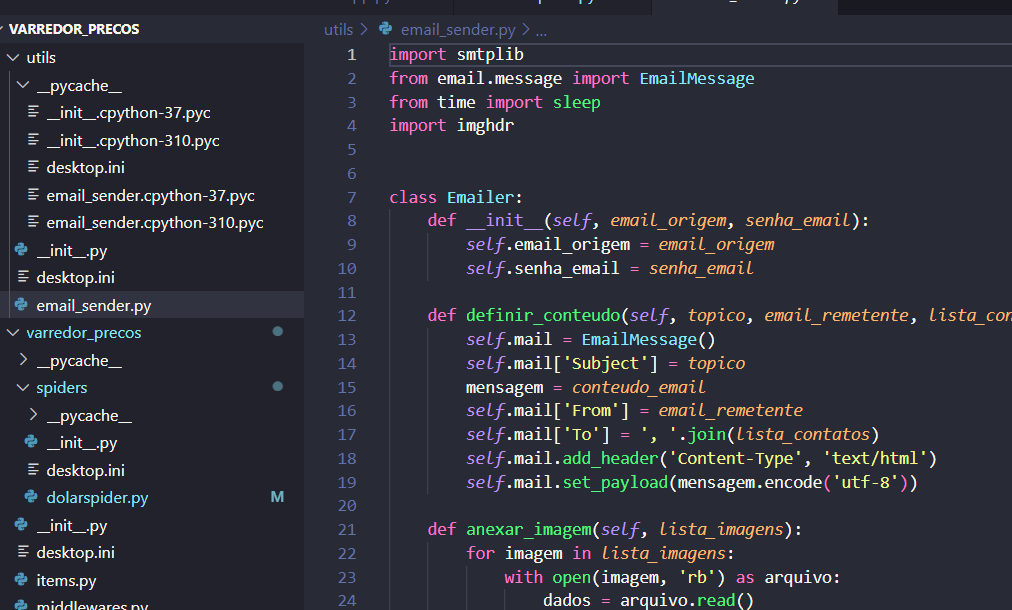 VARREDOR_PRECOS
utils
__pycache__
__init__.cpython-37.pyc
__init__.cpython-310.pyc
desktop.ini
email_sender.cpython-37.pyc
email_sender.cpython-310.pyc
__init__.py
desktop.ini
email_sender.py
varredor_precos
__pycache__
spiders
__pycache__
__init__.py
desktop.ini
dolarspider.py M
__init__.py
desktop.ini
items.py
middlewares.py
utils > email_sender.py > ...
1 import smtplib
2 from email.message import EmailMessage
3 from time import sleep
4 import imghdr
5
6
7 class Emailer:
8 def __init__(self, email_origem, senha_email):
9 self.email_origem = email_origem
10 self.senha_email = senha_email
11
12 def definir_conteudo(self, topico, email_remetente, lista_con
13 self.mail = EmailMessage()
14 self.mail['Subject'] = topico
15 mensagem = conteudo_email
16 self.mail['From'] = email_remetente
17 self.mail['To'] = ', '.join(lista_contatos)
18 self.mail.add_header('Content-Type', 'text/html')
19 self.mail.set_payload(mensagem.encode('utf-8'))
20
21 def anexar_imagem(self, lista_imagens):
22 for imagem in lista_imagens:
23 with open(imagem, 'rb') as arquivo:
24 dados = arquivo.read()